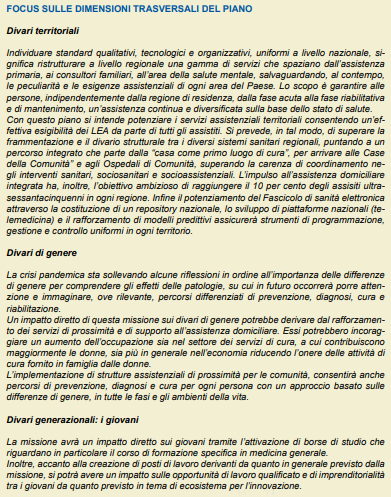 FOCUS SULLE DIMENSIONI TRASVERSALI DEL PIANO
Divari territoriali
Individuare standard qualitativi, tecnologici e organizzativi, uniformi a livello nazionale, si-
gnifica ristrutturare a livello regionale una gamma di servizi che spaziano dall'assistenza
primaria, ai consultori familiari, all'area della salute mentale, salvaguardando, al contempo,
le peculiarità e le esigenze assistenziali di ogni area del Paese. Lo scopo è garantire alle
persone, indipendentemente dalla regione di residenza, dalla fase acuta alla fase riabilitativa
e di mantenimento, un'assistenza continua e diversificata sulla base dello stato di salute.
Con questo piano si intende potenziare i servizi assistenziali territoriali consentendo un'ef-
fettiva esigibilità dei LEA da parte di tutti gli assistiti. Si prevede, in tal modo, di superare la
frammentazione e il divario strutturale tra i diversi sistemi sanitari regionali, puntando a un
percorso integrato che parta dalla "casa come primo luogo di cura", per arrivare alle Case
della Comunità" e agli Ospedali di Comunità, superando la carenza di coordinamento ne-
gli interventi sanitari, sociosanitari e socioassistenziali. L'impulso all'assistenza domiciliare
integrata ha, inoltre, l'obiettivo ambizioso di raggiungere il 10 per cento degli assisiti ultra-
sessantacinquenni in ogni regione. Infine il potenziamento del Fascicolo di sanità elettronica
attraverso la costituzione di un repository nazionale, lo sviluppo di piattaforme nazionali (te-
lemedicina) e il rafforzamento di modelli predittivi assicurerà strumenti di programmazione,
gestione e controllo uniformi in ogni territorio.
Divari di genere
La crisi pandemica sta sollevando alcune riflessioni in ordine all'importanza delle differenze
di genere per comprendere gli effetti delle patologie, su cui in futuro occorrerà porre atten-
zione e immaginare, ove rilevante, percorsi differenziati di prevenzione, diagnosi, cura e
riabilitazione.
Un impatto diretto di questa missione sui divari di genere potrebbe derivare dal rafforzamen-
to dei servizi di prossimità e di supporto all'assistenza domiciliare. Essi potrebbero incorag-
giare un aumento dell'occupazione sia nel settore dei servizi di cura, a cui contribuiscono
maggiormente le donne, sia più in generale nell'economia riducendo l'onere delle attività di
cura fornito in famiglia dalle donne.
L'implementazione di strutture assistenziali di prossimità per le comunità, consentirà anche
percorsi di prevenzione, diagnosi e cura per ogni persona con un approccio basato sulle
differenze di genere, in tutte le fasi e gli ambienti della vita.
Divari generazionali: i giovani
La missione avrà un impatto diretto sui giovani tramite l'attivazione di borse di studio che
riguardano in particolare il corso di formazione specifica in medicina generale.
Inoltre, accanto alla creazione di posti di lavoro derivanti da quanto in generale previsto dalla
missione, si potrà avere un impatto sulle opportunità di lavoro qualificato e di imprenditorialità
tra i giovani da quanto previsto in tema di ecosistema per l'innovazione.